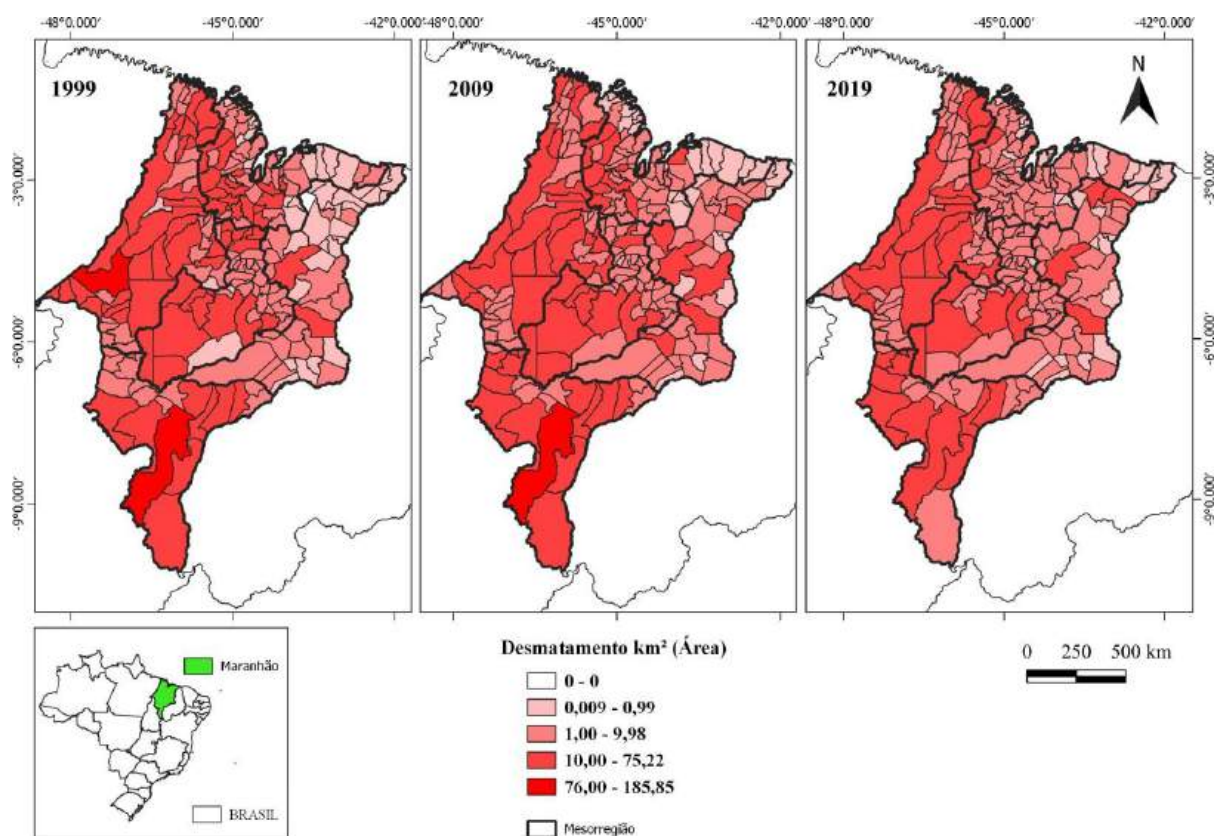 -48°0.000' -45°0.000' -42°0.000' -48°0.000' -45°0.000' -42°0.000' -48°0.000' -45°0.000' -42°0.000'
1999 2009 2019 N
-3°0.000' -3°0.000'
-6°0.000' -6°0.000'
-9°0.000' -9°0.000'
Desmatamento km² (Área)
0 - 0
0,009 - 0,99
1,00 - 9,98
10,00 - 75,22
76,00 - 185,85
Mesorregião
Maranhão
BRASIL
0 250 500 km